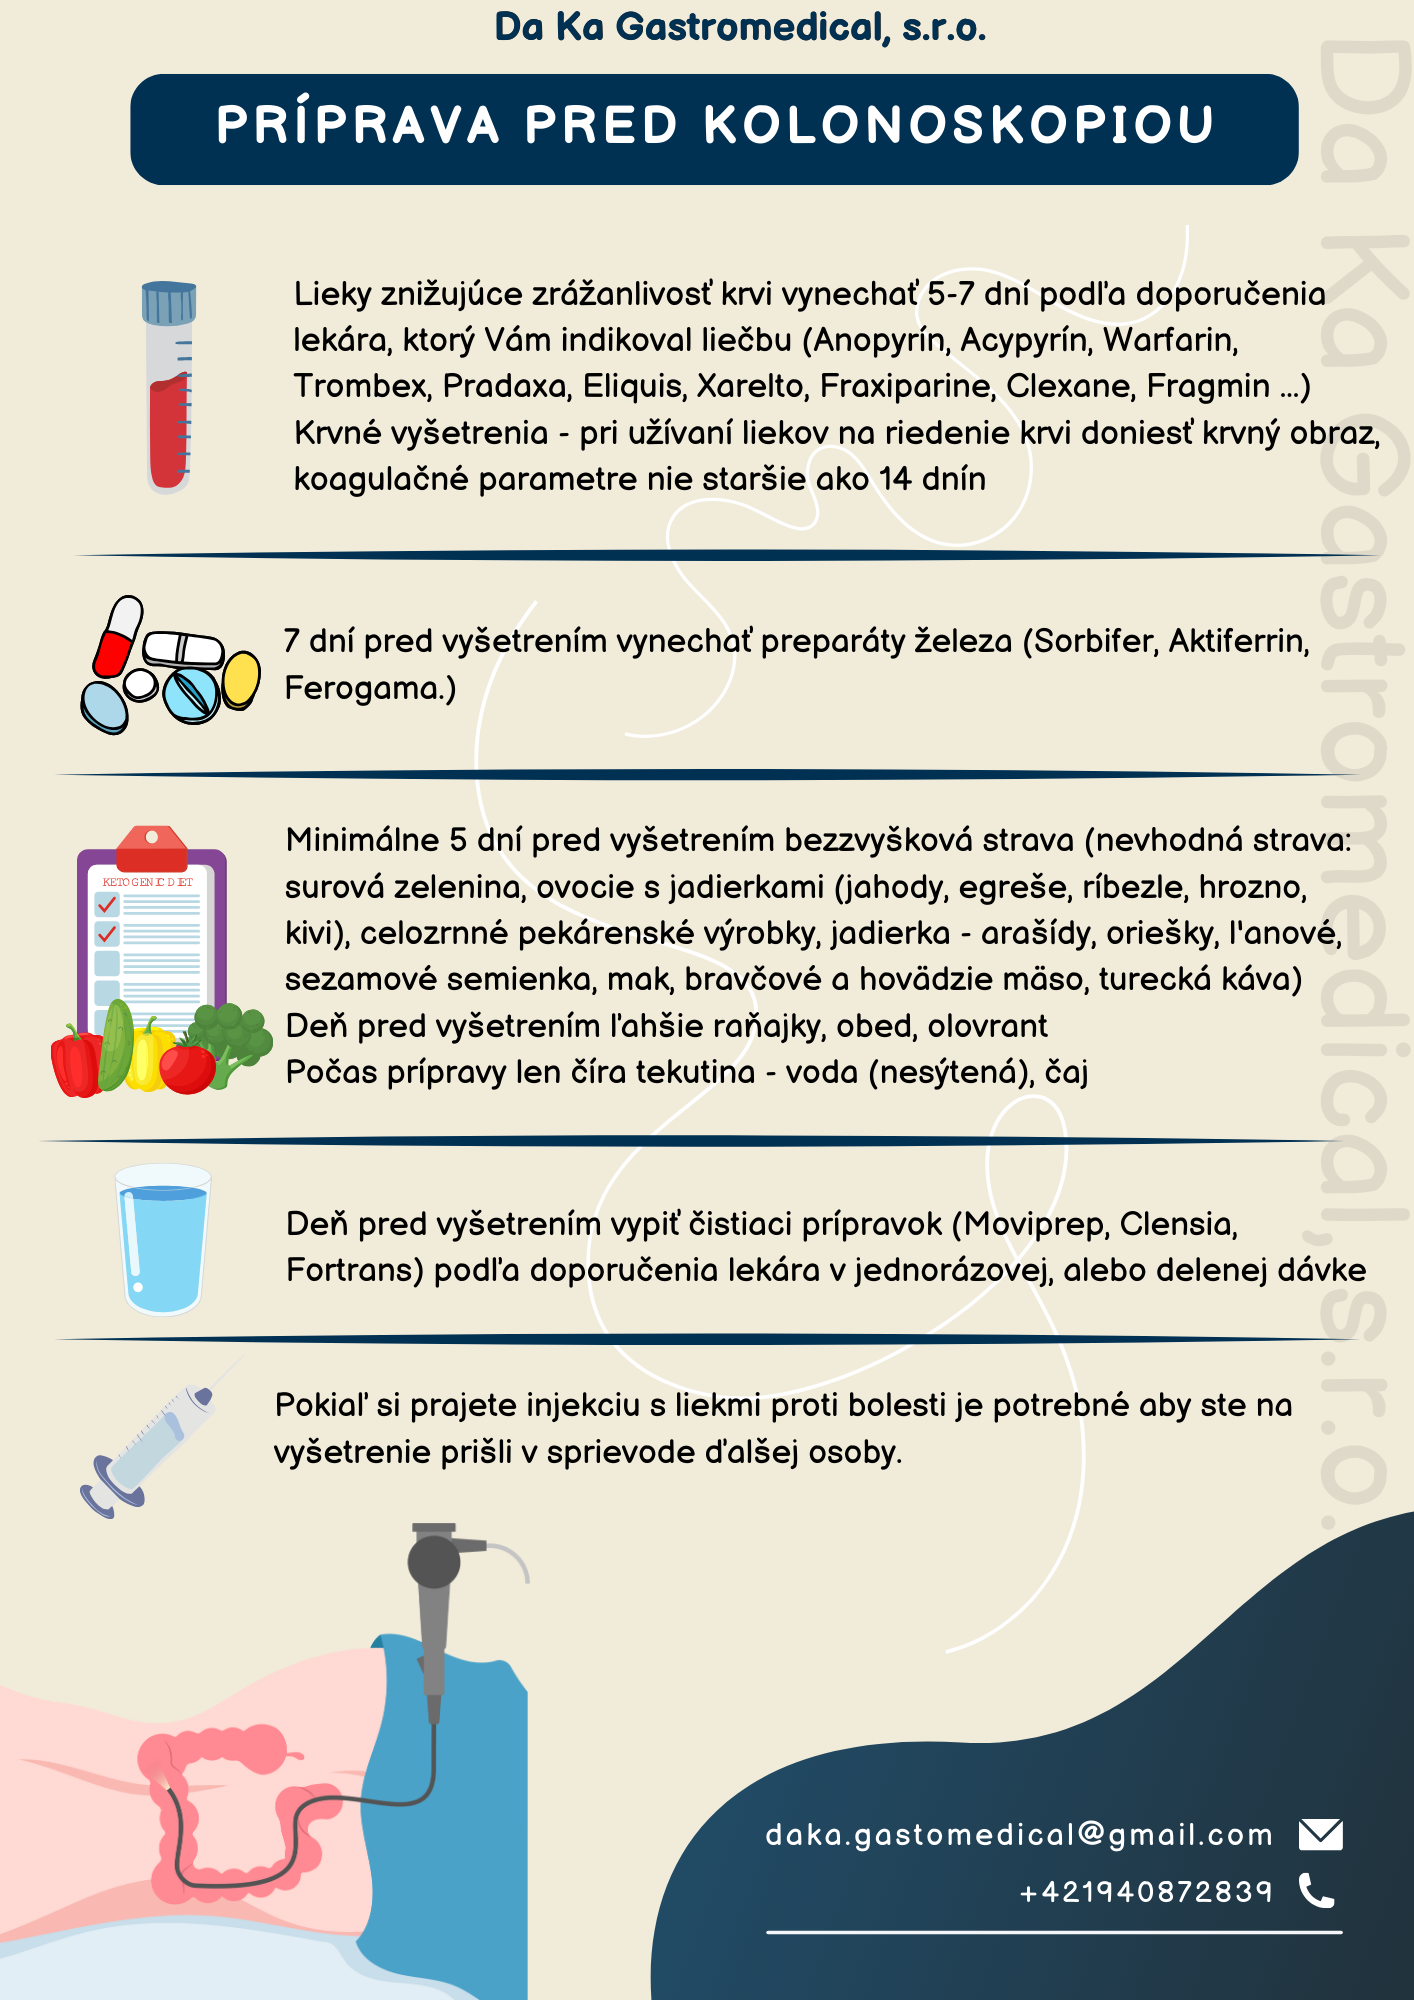 Da Ka Gastromedical, s.r.o.
PRÍPRAVA PRED KOLONOSKOPIOU
Lieky znižujúce zrážanlivosť krvi vynechať 5-7 dní podľa doporučenia
lekára, ktorý Vám indikoval liečbu (Anopyrín, Acypyrín, Warfarin,
Trombex, Pradaxa, Eliquis, Xarelto, Fraxiparine, Clexane, Fragmin ...)
Krvné vyšetrenia - pri užívaní liekov na riedenie krvi doniesť krvný obraz,
koagulačné parametre nie staršie ako 14 dnín
7 dní pred vyšetrením vynechať preparáty železa (Sorbifer, Aktiferrin,
Ferogama.)
KETOGENIC DIET
Minimálne 5 dní pred vyšetrením bezzvyšková strava (nevhodná strava:
surová zelenina, ovocie s jadierkami (jahody, egreše, ríbezle, hrozno,
kivi), celozrnné pekárenské výrobky, jadierka - arašídy, oriešky, l'anové,
sezamové semienka, mak, bravčové a hovädzie mäso, turecká káva)
Deň pred vyšetrením ľahšie raňajky, obed, olovrant
Počas prípravy len číra tekutina - voda (nesýtená), čaj
Deň pred vyšetrením vypiť čistiaci prípravok (Moviprep, Clensia,
Fortrans) podľa doporučenia lekára v jednorázovej, alebo delenej dávke
Pokiaľ si prajete injekciu s liekmi proti bolesti je potrebné aby ste na
vyšetrenie prišli v sprievode ďalšej osoby.
daka.gastomedical@gmail.com
+421940872839
Da Ka Gastromedical, s.r.o.